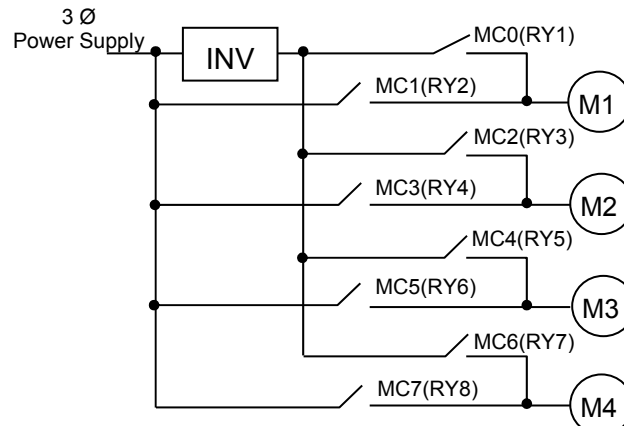 3 Ø
Power Supply
INV
MC0(RY1)
MC1(RY2)
M1
MC2(RY3)
MC3(RY4)
M2
MC4(RY5)
MC5(RY6)
M3
MC6(RY7)
MC7(RY8)
M4